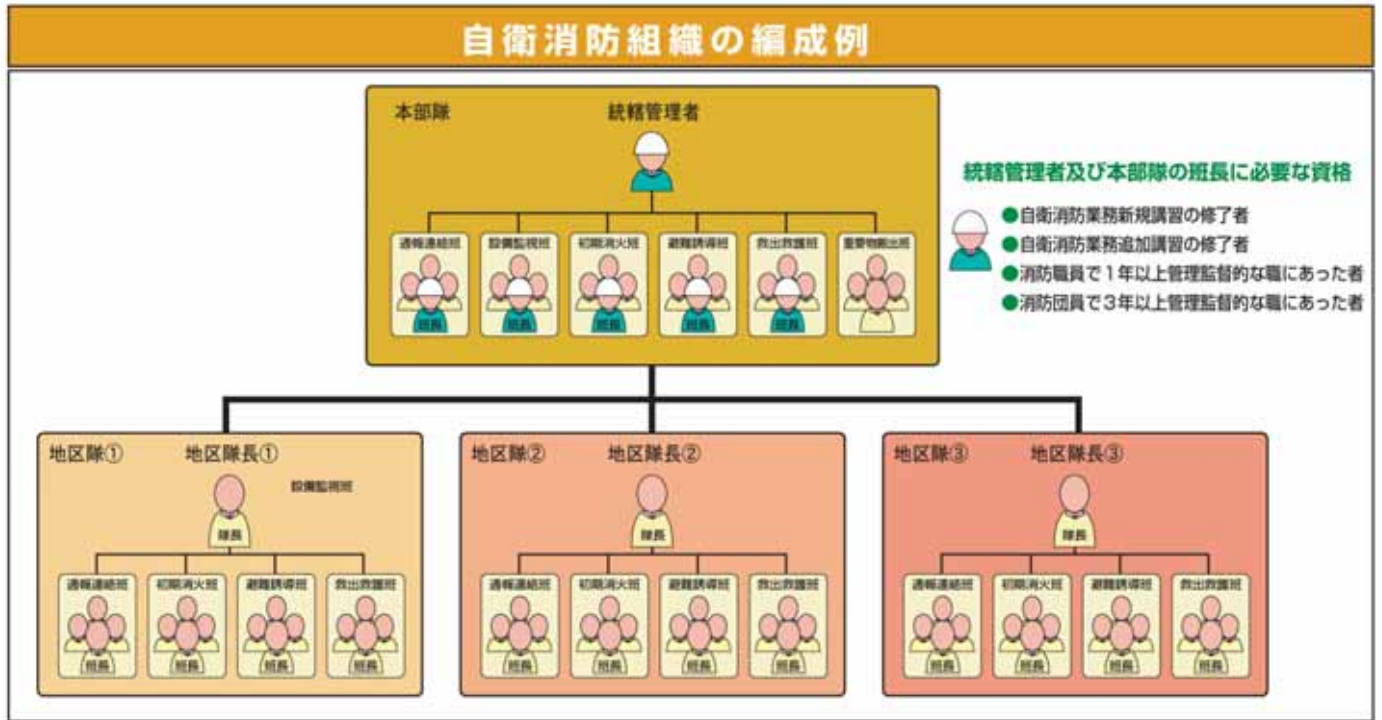 自衛消防組織の編成例
本部隊 統轄管理者
通報連絡班 設備監視班 初期消火班 避難誘導班 救出救護班 重要物搬出班
班長 班長 班長 班長 班長
統轄管理者及び本部隊の班長に必要な資格
●自衛消防業務新規講習の修了者
●自衛消防業務追加講習の修了者
●消防職員で1年以上管理監督的な職にあった者
●消防団員で3年以上管理監督的な職にあった者
地区隊① 地区隊長①
設備監視班
隊長
通報連絡班 初期消火班 避難誘導班 救出救護班
班長 班長 班長 班長
地区隊② 地区隊長②
隊長
通報連絡班 初期消火班 避難誘導班 救出救護班
班長 班長 班長 班長
地区隊③ 地区隊長③
隊長
通報連絡班 初期消火班 避難誘導班 救出救護班
班長 班長 班長 班長